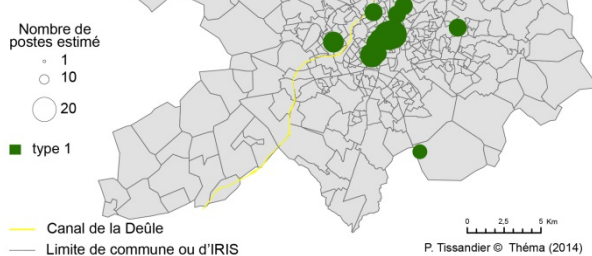 Nombre de
postes estimé
1
10
20
type 1
Canal de la Deûle
Limite de commune ou d'IRIS
0 2,5 5 Km
P. Tissandier © Théma (2014)